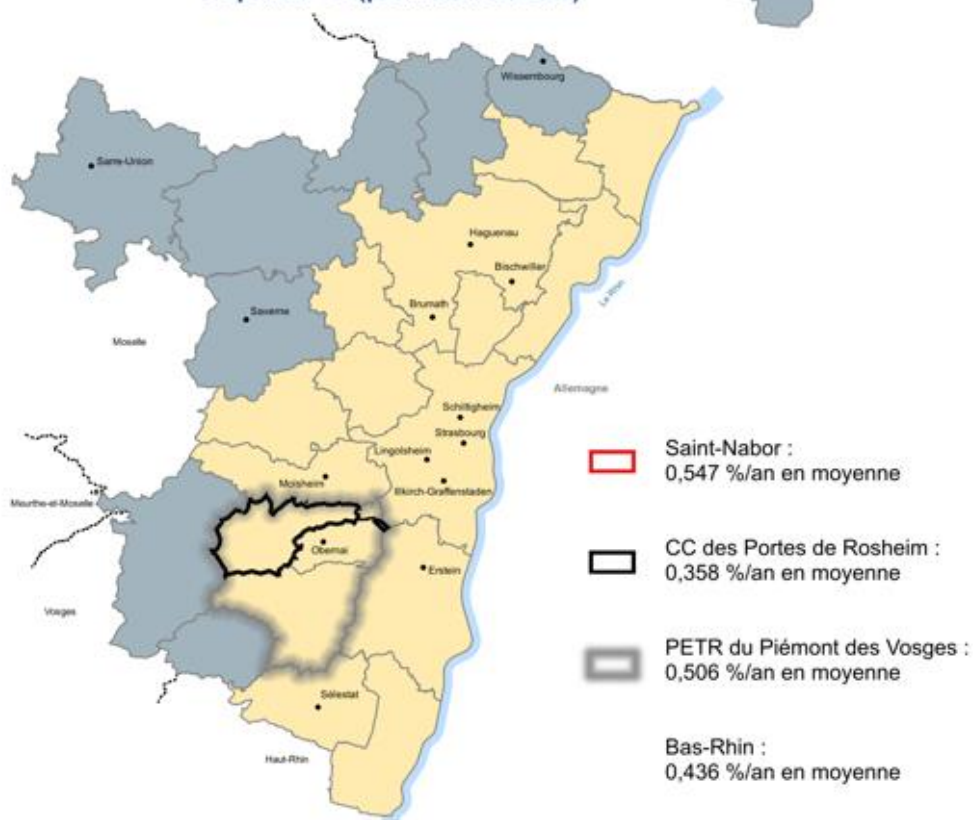 Wissembourg
Sarre-Union
Haguenau
Bischwiller
Brumath
Le Rhin
Saverne
Moselle
Allemagne
Schiltigheim
Strasbourg
Lingolsheim
Illkirch-Graffenstaden
Molsheim
Meurthe-et-Moselle
Obernai
Erstein
Vosges
Sélestat
Haut-Rhin
Saint-Nabor :
0,547 %/an en moyenne
CC des Portes de Rosheim :
0,358 %/an en moyenne
PETR du Piémont des Vosges :
0,506 %/an en moyenne
Bas-Rhin :
0,436 %/an en moyenne